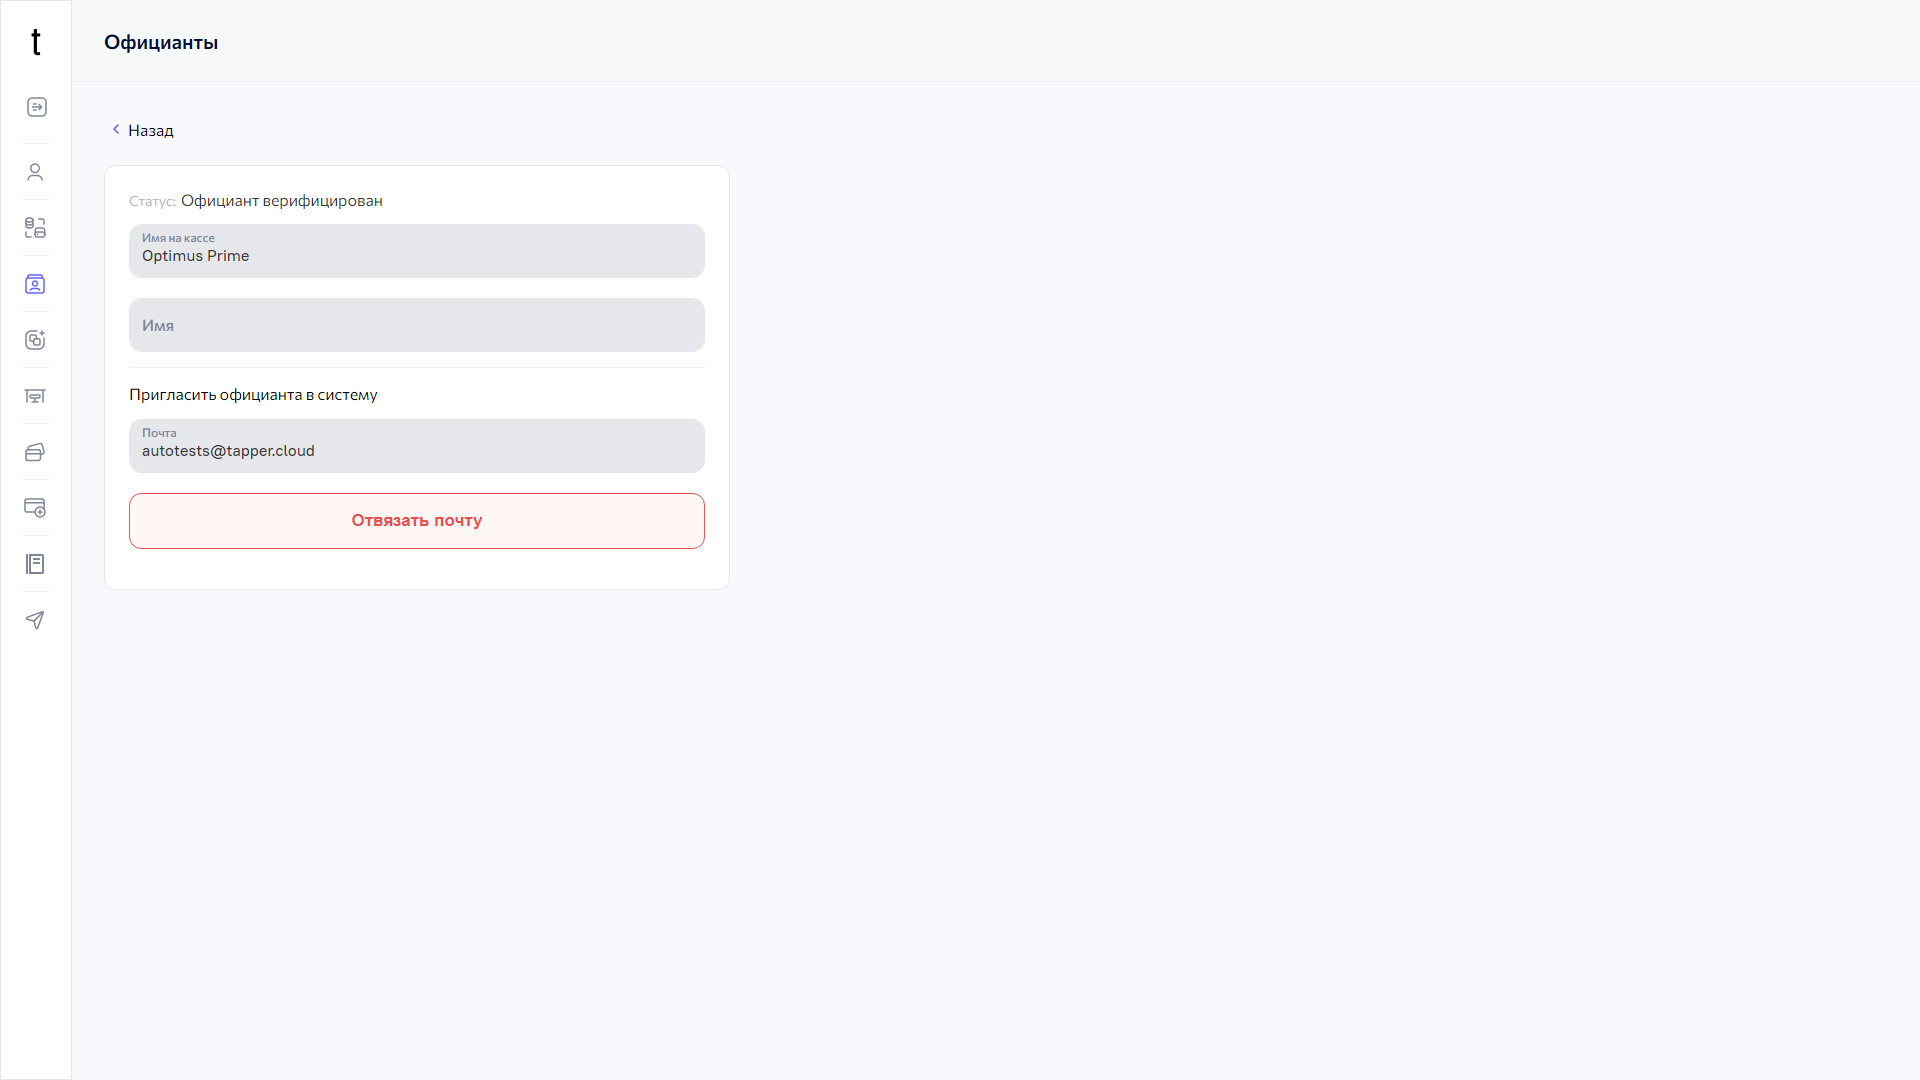 t
Официанты
Назад
Статус: Официант верифицирован
Имя на кассе
Optimus Prime
Имя
Пригласить официанта в систему
Почта
autotests@tapper.cloud
Отвязать почту